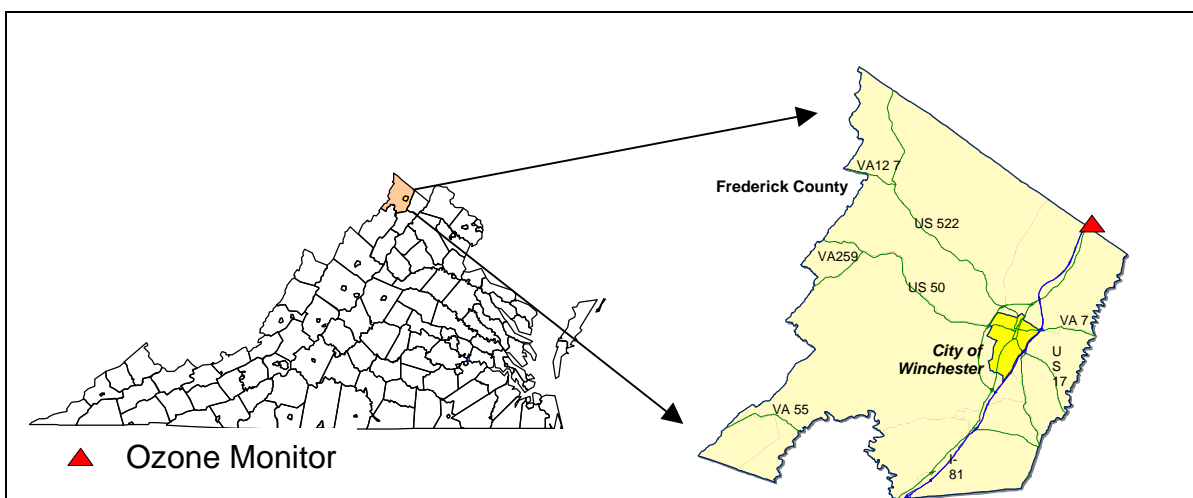 VA12 7
Frederick County
US 522
VA259
US 50
VA 7
City of
Winchester
U
S
17
VA 55
I-
81
Ozone Monitor